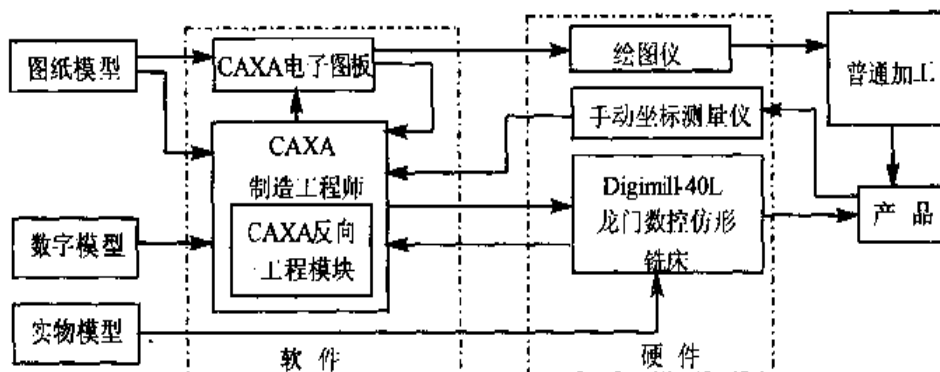 图纸模型
CAXA电子图板
绘图仪
普通加工
手动坐标测量仪
CAXA
制造工程师
CAXA反向
工程模块
Digimill-40L
龙门数控仿形
铣床
产 品
数字模型
实物模型
软 件
硬 件